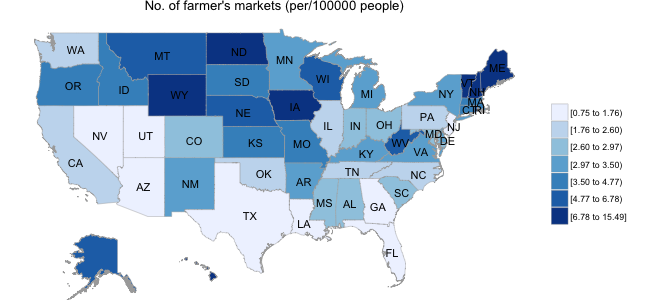 No. of farmer's markets (per/100000 people)
WA
MT
ND
MN
ME
VT
NH
OR
ID
SD
WI
MI
NY
MA
CT
RI
WY
IA
NE
PA
NJ
NV
UT
CO
KS
MO
IL
IN
OH
WV
MD
DE
CA
KY
VA
AZ
NM
OK
AR
TN
NC
TX
LA
MS
AL
GA
SC
FL
[0.75 to 1.76)
[1.76 to 2.60)
[2.60 to 2.97)
[2.97 to 3.50)
[3.50 to 4.77)
[4.77 to 6.78)
[6.78 to 15.49]